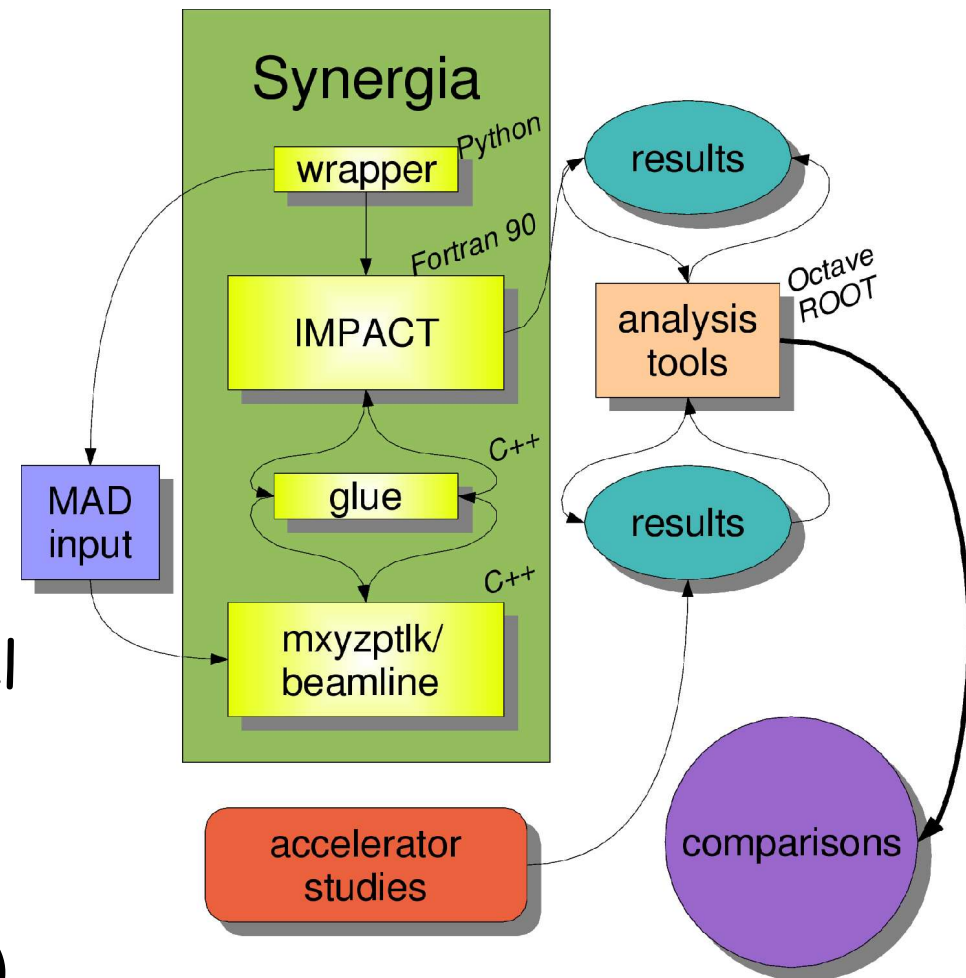 Synergia
Python
wrapper
Fortran 90
IMPACT
C++
glue
C++
mxyzptlk/
beamline
MAD
input
results
Octave
ROOT
analysis
tools
results
accelerator
studies
comparisons